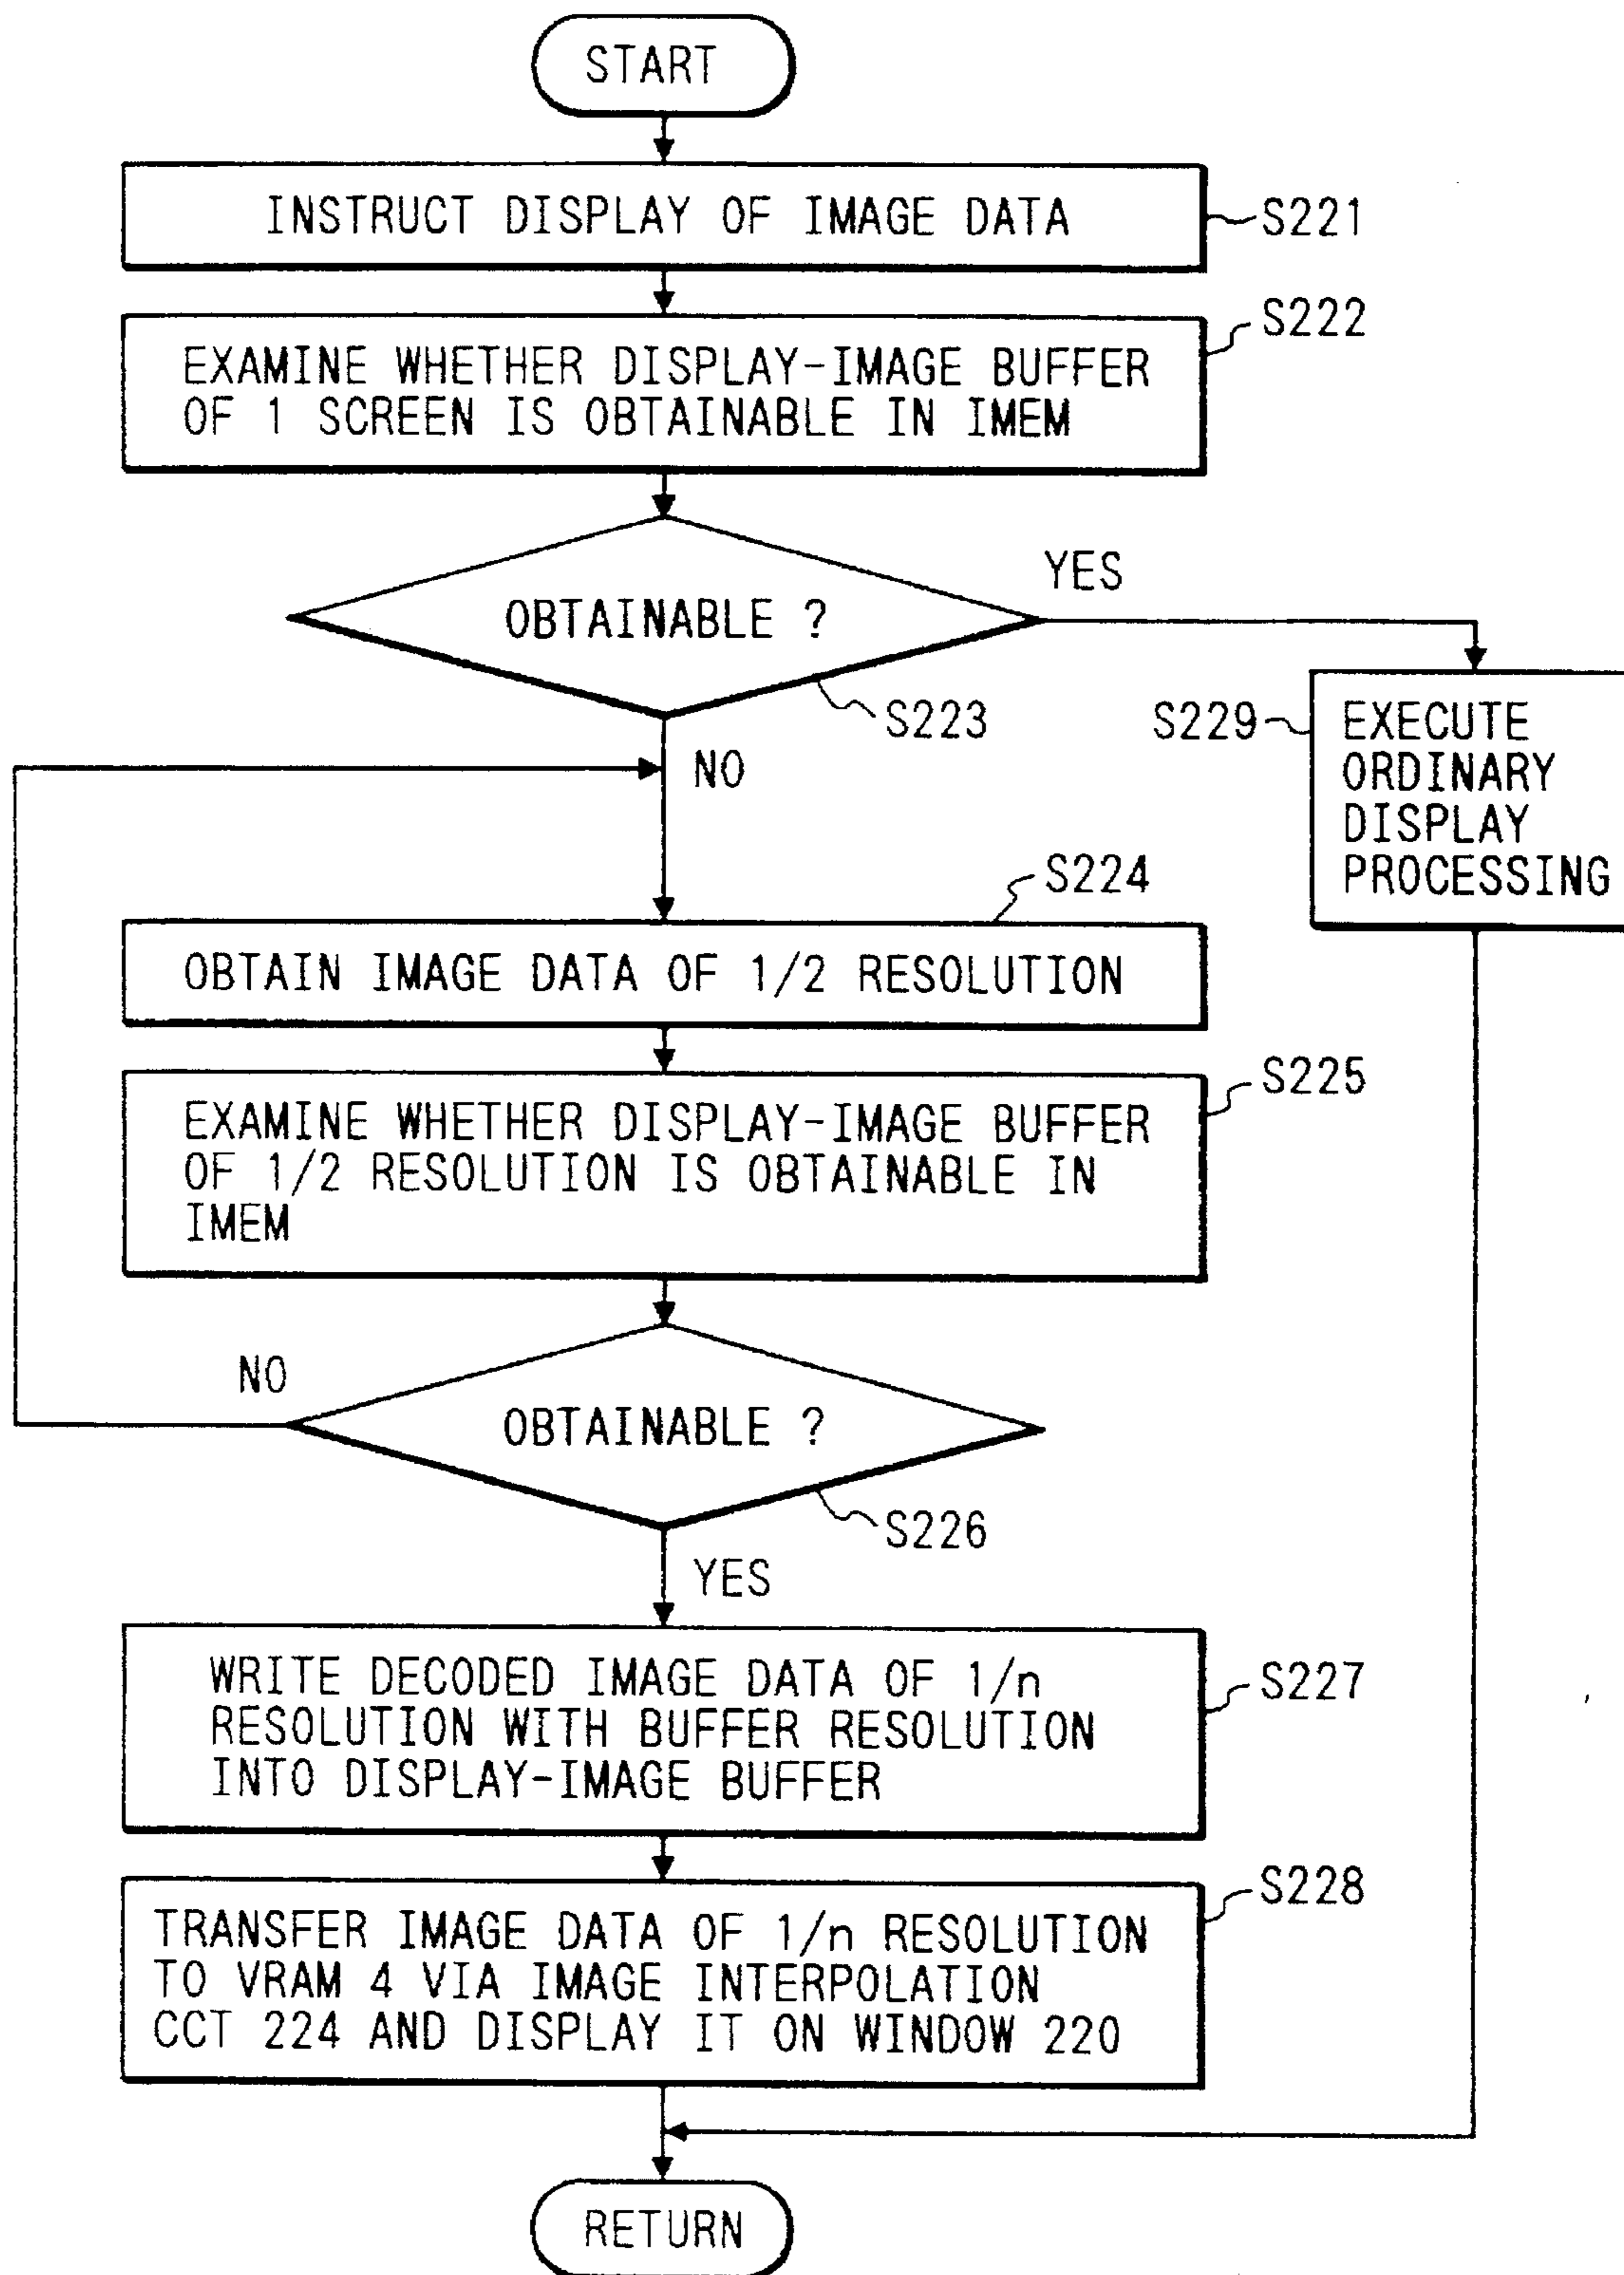 START
INSTRUCT DISPLAY OF IMAGE DATA
S221
S222
EXAMINE WHETHER DISPLAY-IMAGE BUFFER
OF 1 SCREEN IS OBTAINABLE IN IMEM
YES
OBTAINABLE ?
S223
NO
S229
EXECUTE
ORDINARY
DISPLAY
PROCESSING
S224
OBTAIN IMAGE DATA OF 1/2 RESOLUTION
S225
EXAMINE WHETHER DISPLAY-IMAGE BUFFER
OF 1/2 RESOLUTION IS OBTAINABLE IN
IMEM
NO
OBTAINABLE ?
S226
YES
WRITE DECODED IMAGE DATA OF 1/n
RESOLUTION WITH BUFFER RESOLUTION
INTO DISPLAY-IMAGE BUFFER
S227
S228
TRANSFER IMAGE DATA OF 1/n RESOLUTION
TO VRAM 4 VIA IMAGE INTERPOLATION
CCT 224 AND DISPLAY IT ON WINDOW 220
RETURN